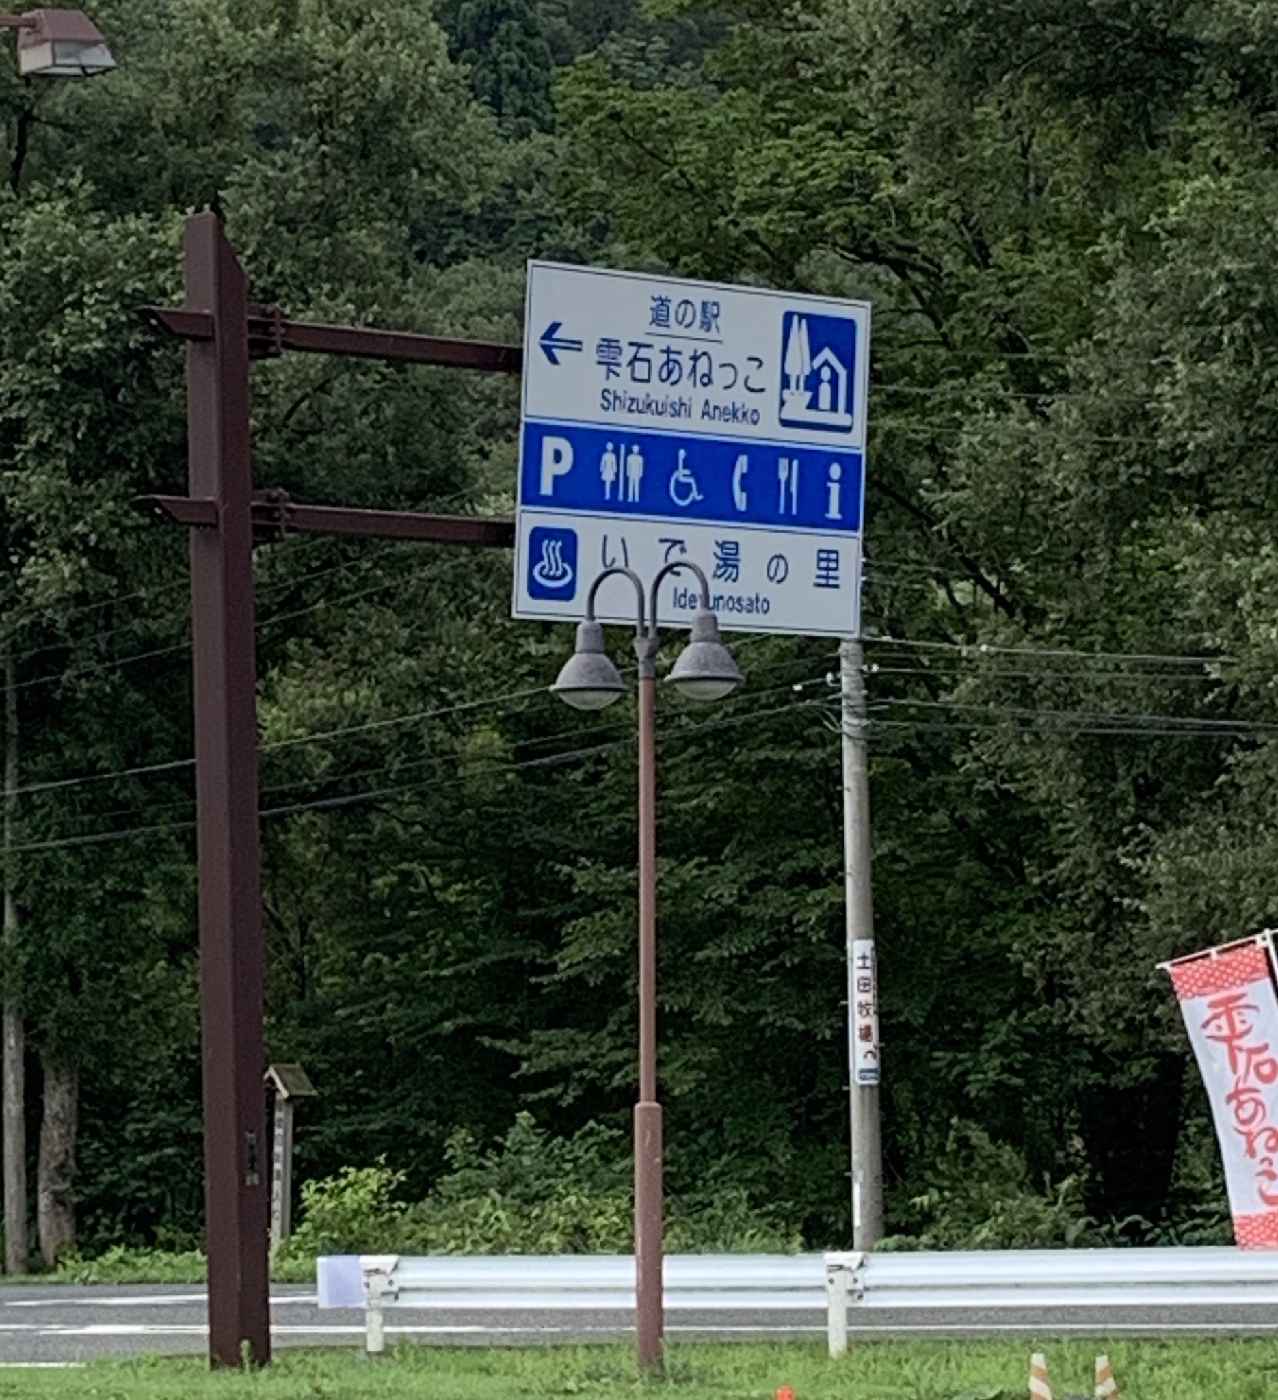 道の駅
雫石あねっこ
Shizukuishi Anekko
P
i
いで湯の里
Ideyunosato
土田牧場へ
雫石あねっこ